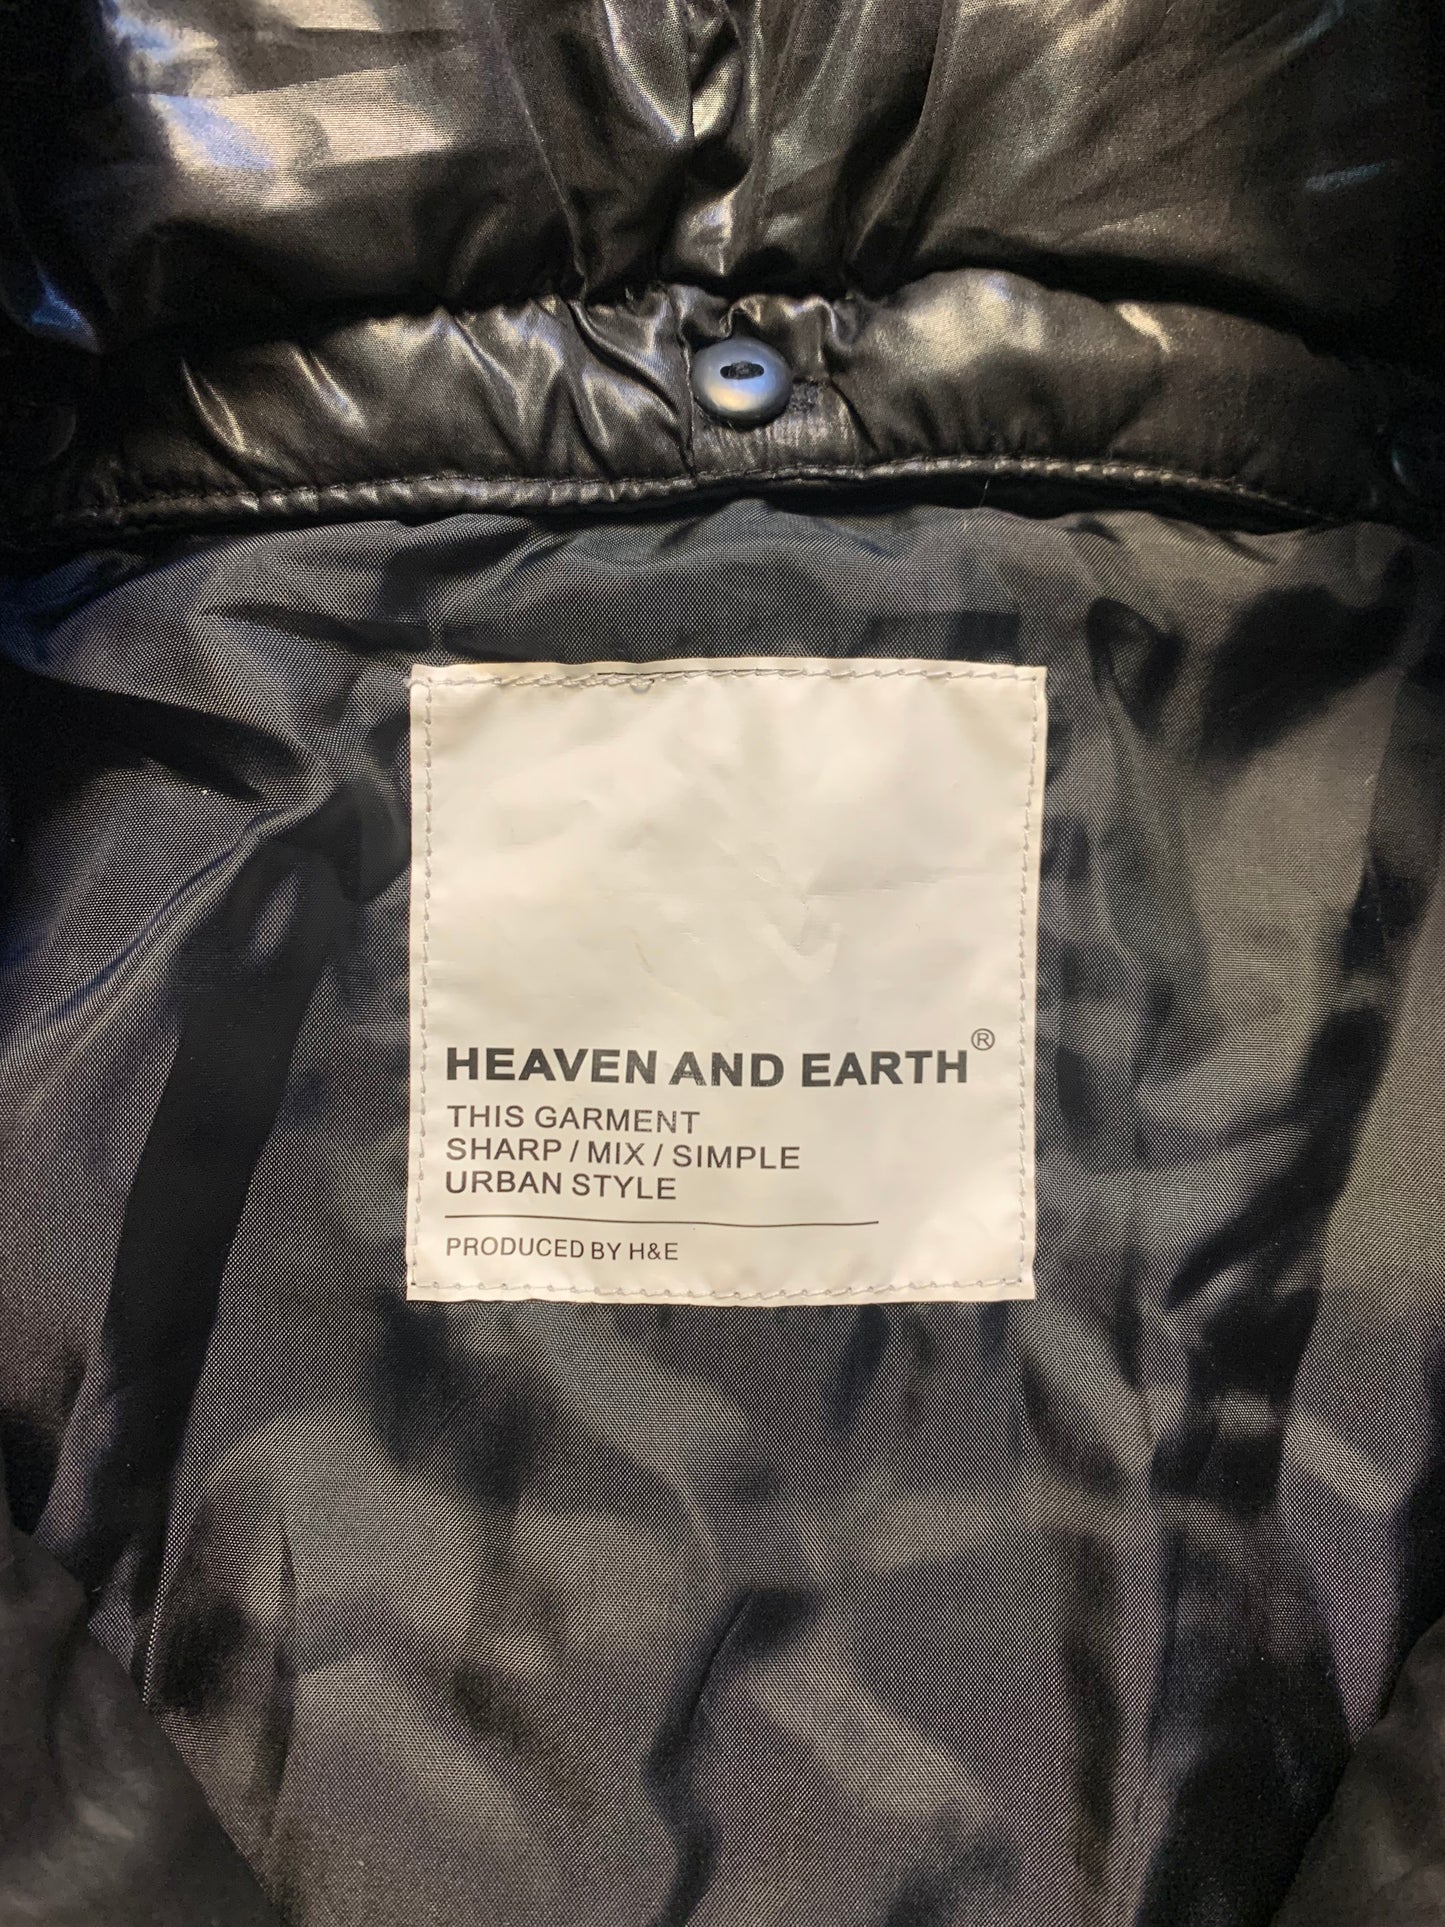 HEAVEN AND EARTH®
THIS GARMENT
SHARP / MIX / SIMPLE
URBAN STYLE
PRODUCED BY H&E